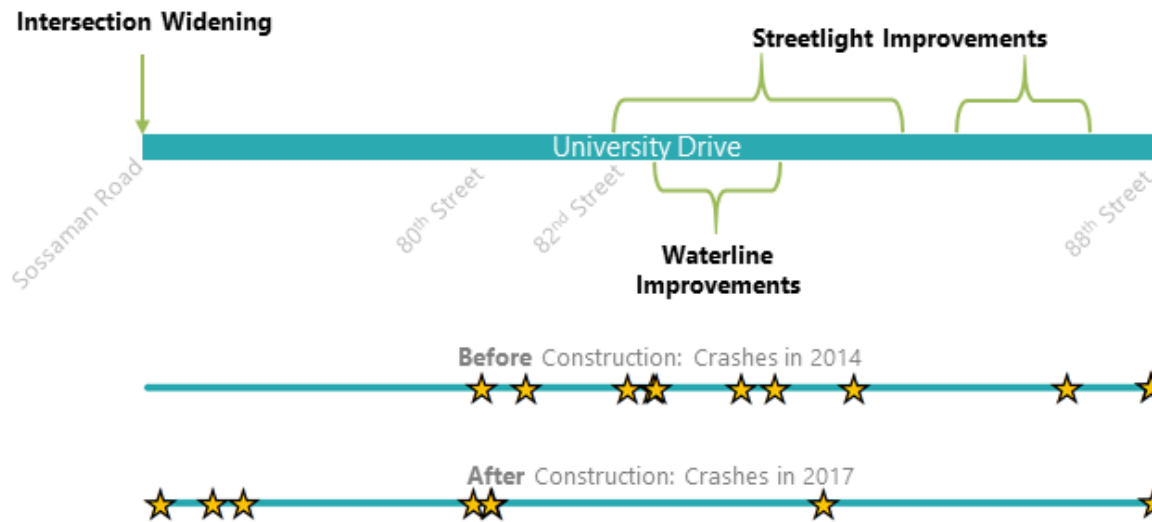 Intersection Widening
Streetlight Improvements
University Drive
Sossaman Road
80th Street
82nd Street
88th Street
Waterline
Improvements
Before Construction: Crashes in 2014
After Construction: Crashes in 2017